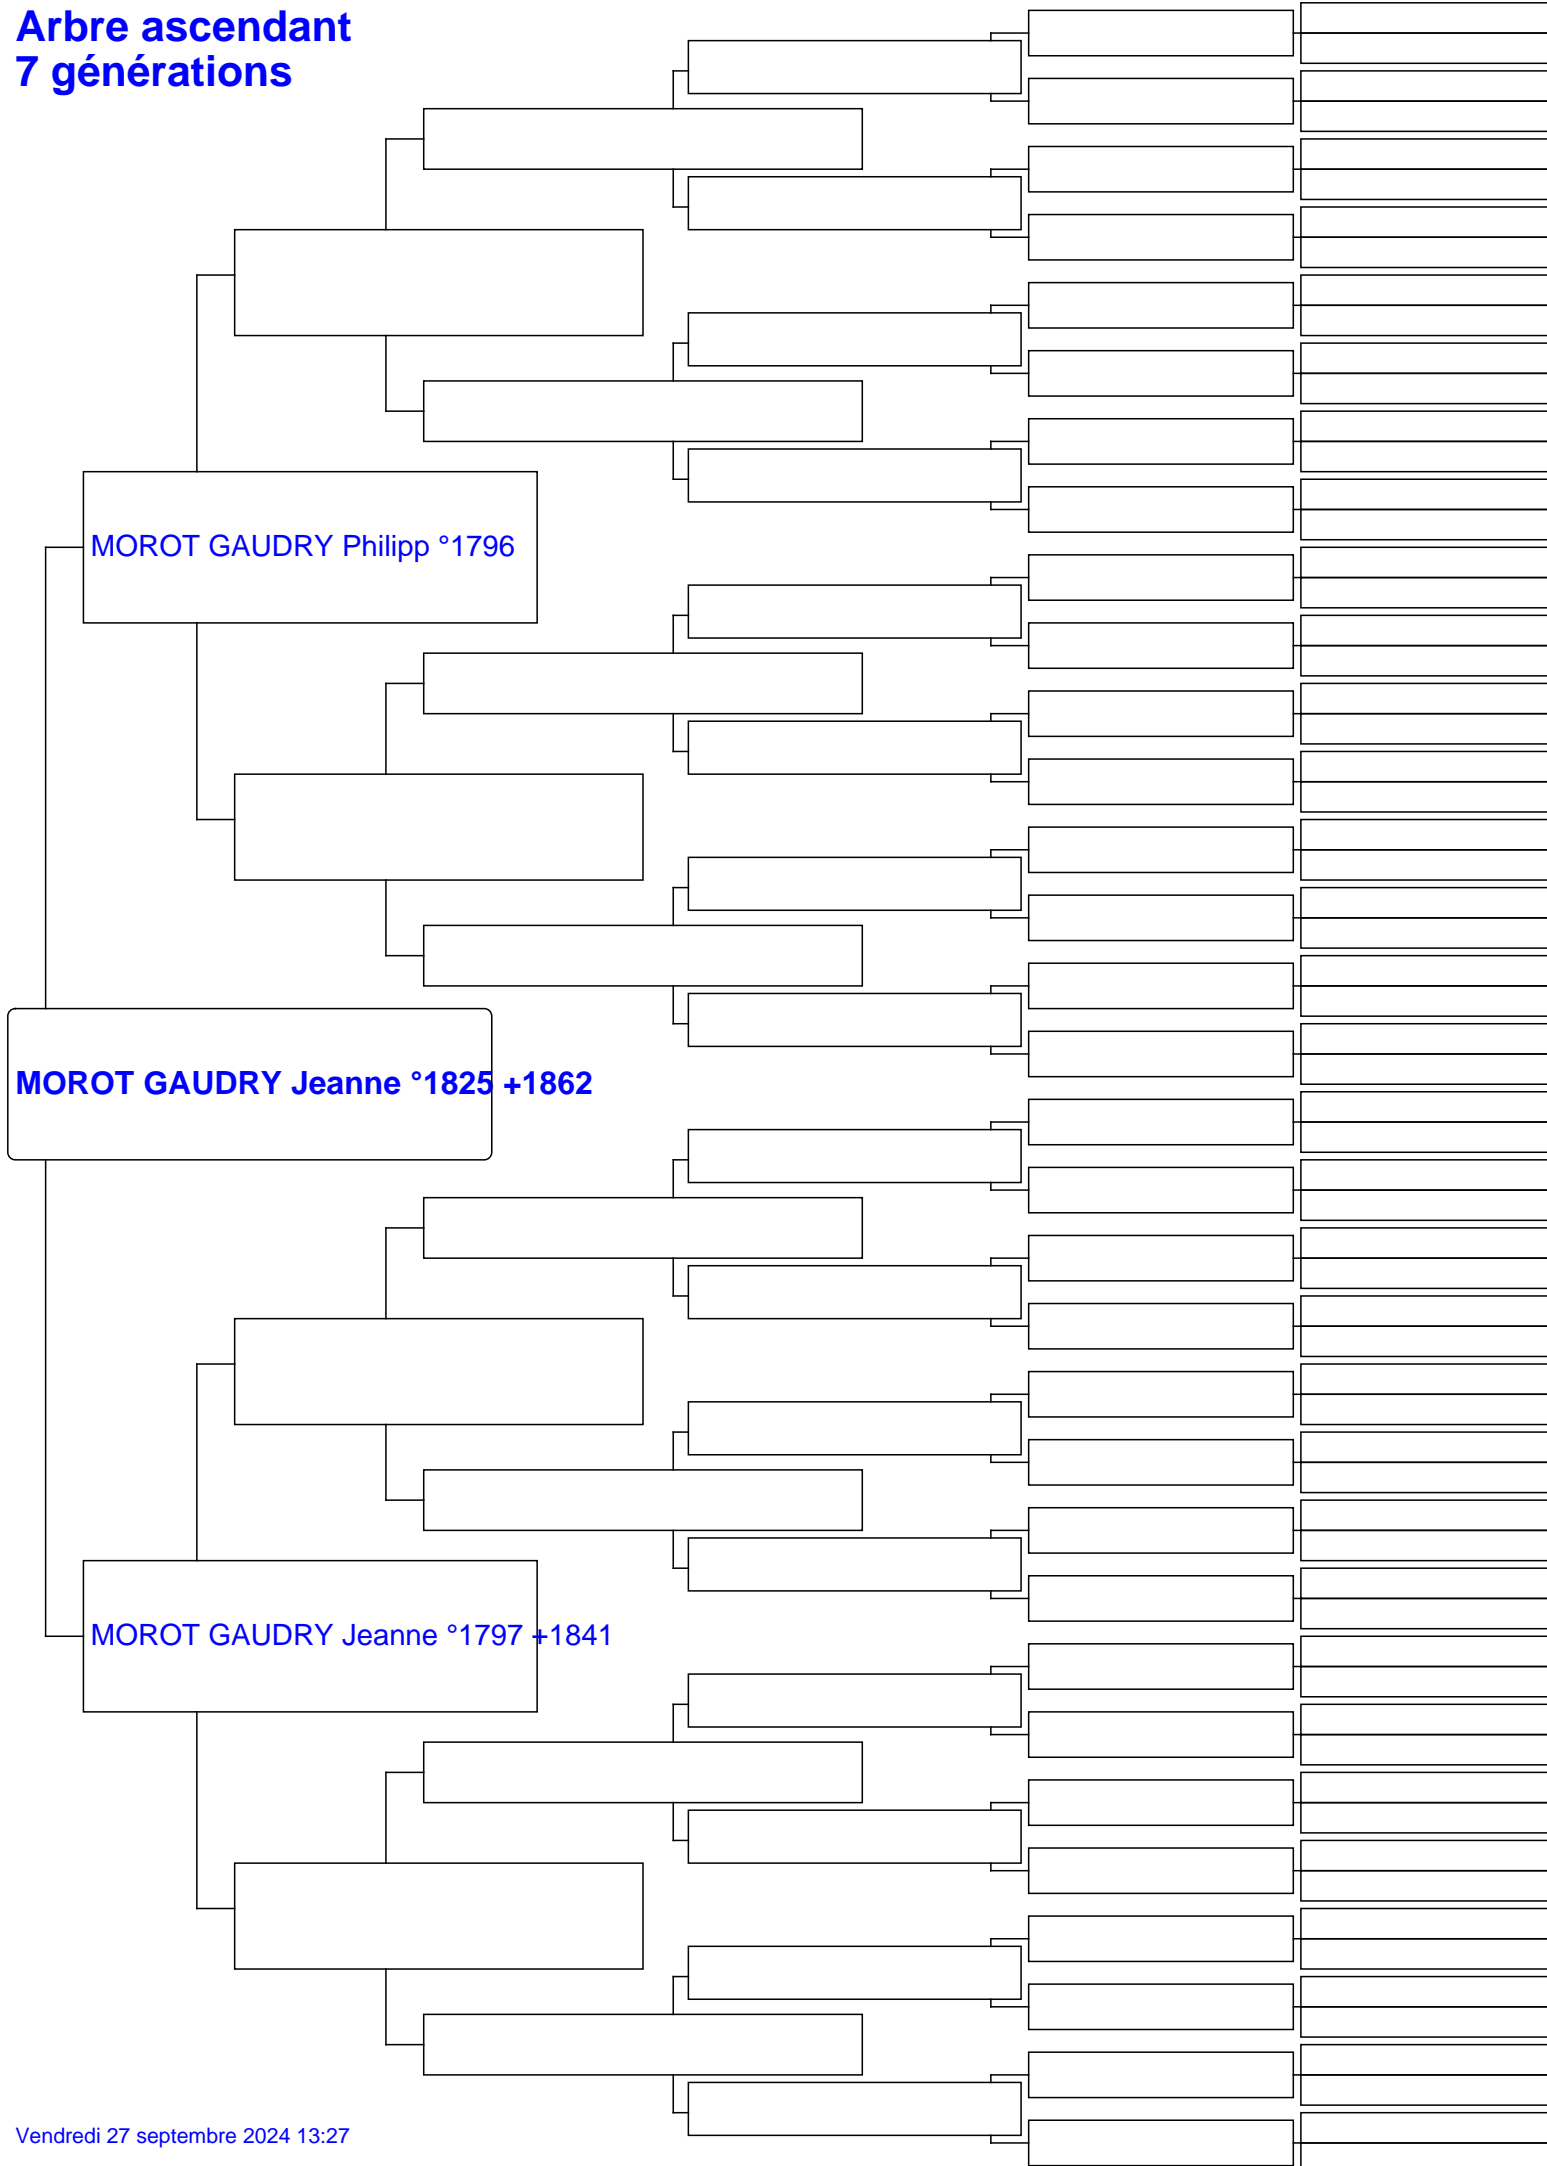 Arbre ascendant
7 générations
MOROT GAUDRY Philipp °1796
MOROT GAUDRY Jeanne °1825 +1862
MOROT GAUDRY Jeanne °1797 +1841
Vendredi 27 septembre 2024 13:27